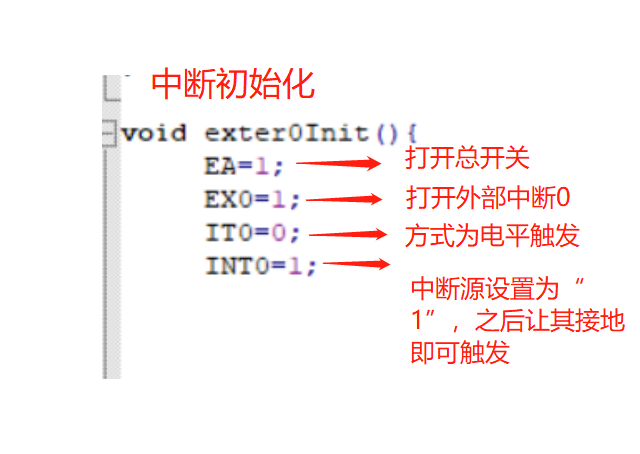 中断初始化
void exter0Init(){
EA=1; 打开总开关
EX0=1; 打开外部中断0
IT0=0; 方式为电平触发
INT0=1;
中断源设置为“
1”,之后让其接地
即可触发